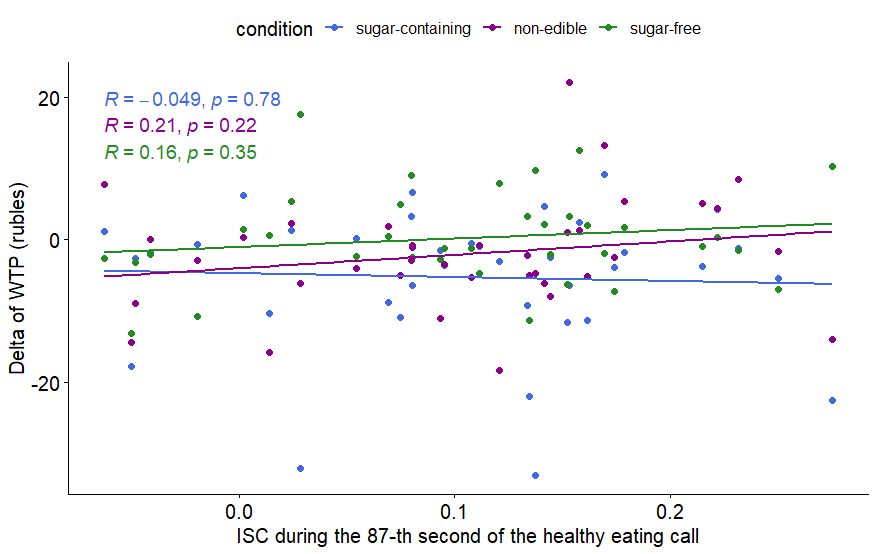 condition sugar-containing non-edible sugar-free
R = −0.049, p = 0.78
R = 0.21, p = 0.22
R = 0.16, p = 0.35
Delta of WTP (rubles)
20
0
-20
0.0 0.1 0.2
ISC during the 87-th second of the healthy eating call